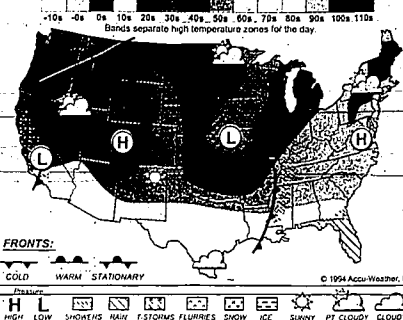 -10s -0s 0s 10s 20s 30s 40s 50s 60s 70s 80s 90s 100s 110s
Bands separate high temperature zones for the day.
H
L
H
L
FRONTS:
COLD WARM STATIONARY
© 1994 Accu-Weather,
Pressure
H L
HIGH LOW SHOWERS RAIN T-STORMS FLURRIES SNOW ICE SUNNY PT CLOUDY CLOUD